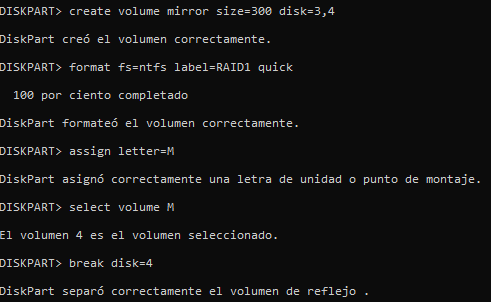 DISKPART> create volume mirror size=300 disk=3,4
DiskPart creó el volumen correctamente.
DISKPART> format fs=ntfs label=RAID1 quick
100 por ciento completado
DiskPart formateó el volumen correctamente.
DISKPART> assign letter=M
DiskPart asignó correctamente una letra de unidad o punto de montaje.
DISKPART> select volume M
El volumen 4 es el volumen seleccionado.
DISKPART> break disk=4
DiskPart separó correctamente el volumen de reflejo .